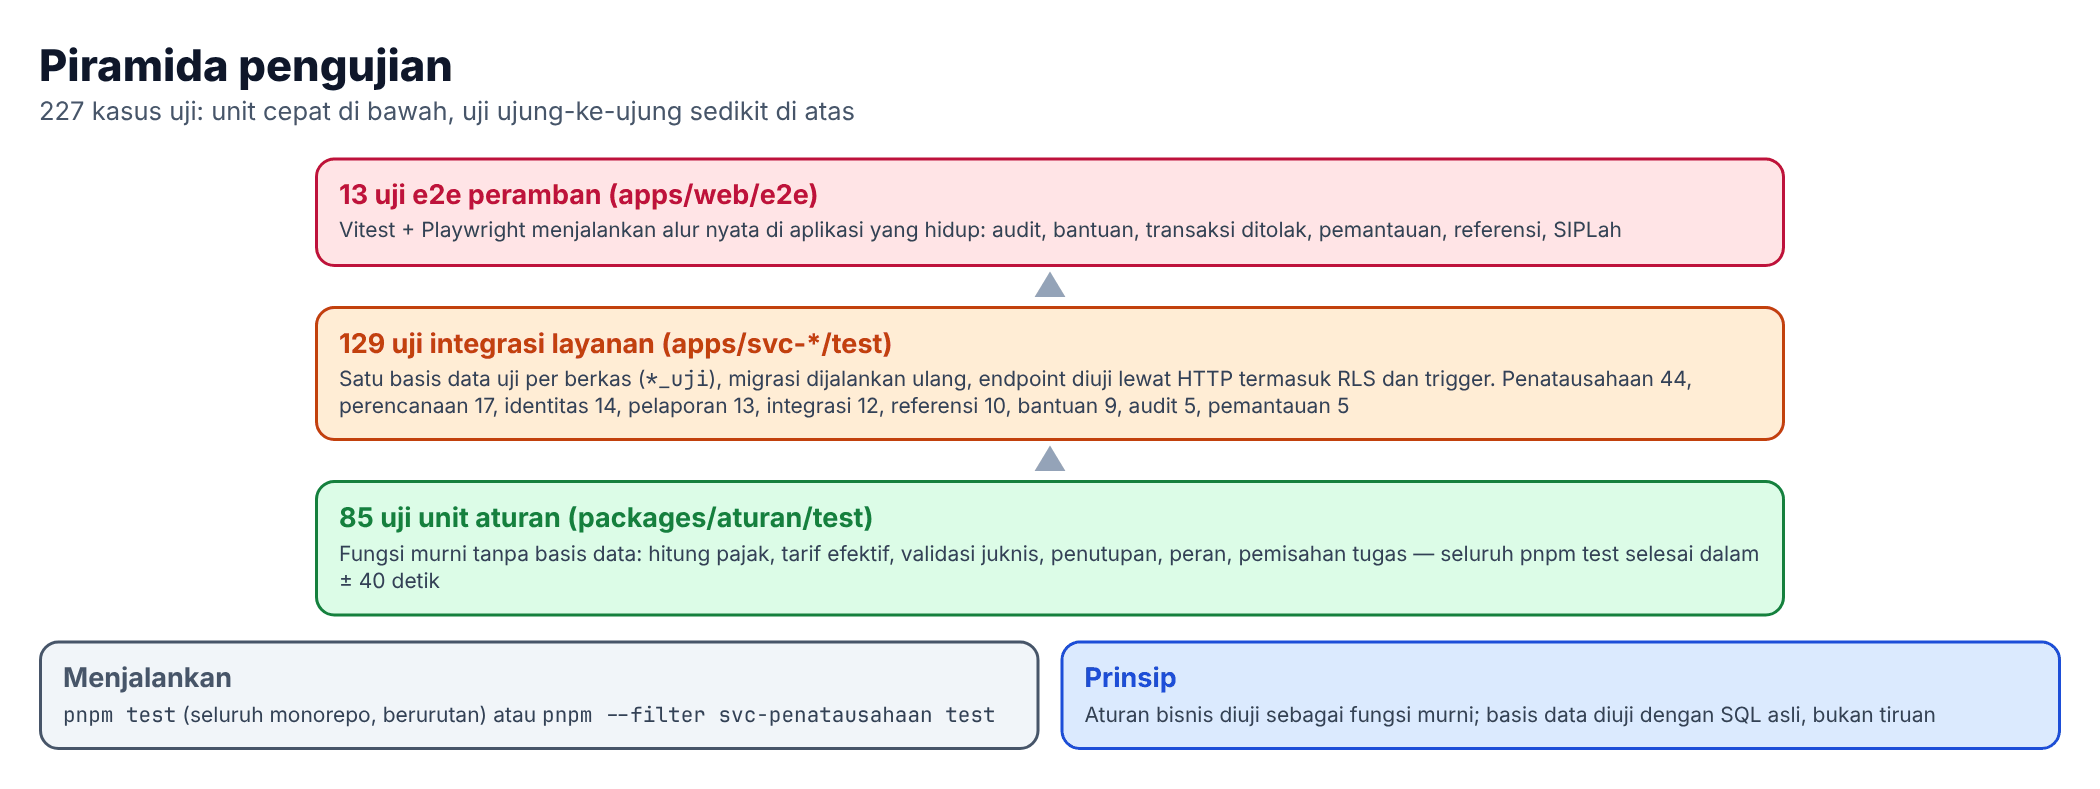 Piramida pengujian
227 kasus uji: unit cepat di bawah, uji ujung-ke-ujung sedikit di atas
13 uji e2e peramban (apps/web/e2e)
Vitest + Playwright menjalankan alur nyata di aplikasi yang hidup: audit, bantuan, transaksi ditolak, pemantauan, referensi, SIPLah
129 uji integrasi layanan (apps/svc-*/test)
Satu basis data uji per berkas (*_uji), migrasi dijalankan ulang, endpoint diuji lewat HTTP termasuk RLS dan trigger. Penatausahaan 44,
perencanaan 17, identitas 14, pelaporan 13, integrasi 12, referensi 10, bantuan 9, audit 5, pemantauan 5
85 uji unit aturan (packages/aturan/test)
Fungsi murni tanpa basis data: hitung pajak, tarif efektif, validasi juknis, penutupan, peran, pemisahan tugas — seluruh pnpm test selesai dalam
± 40 detik
Menjalankan
pnpm test (seluruh monorepo, berurutan) atau pnpm --filter svc-penatausahaan test
Prinsip
Aturan bisnis diuji sebagai fungsi murni; basis data diuji dengan SQL asli, bukan tiruan